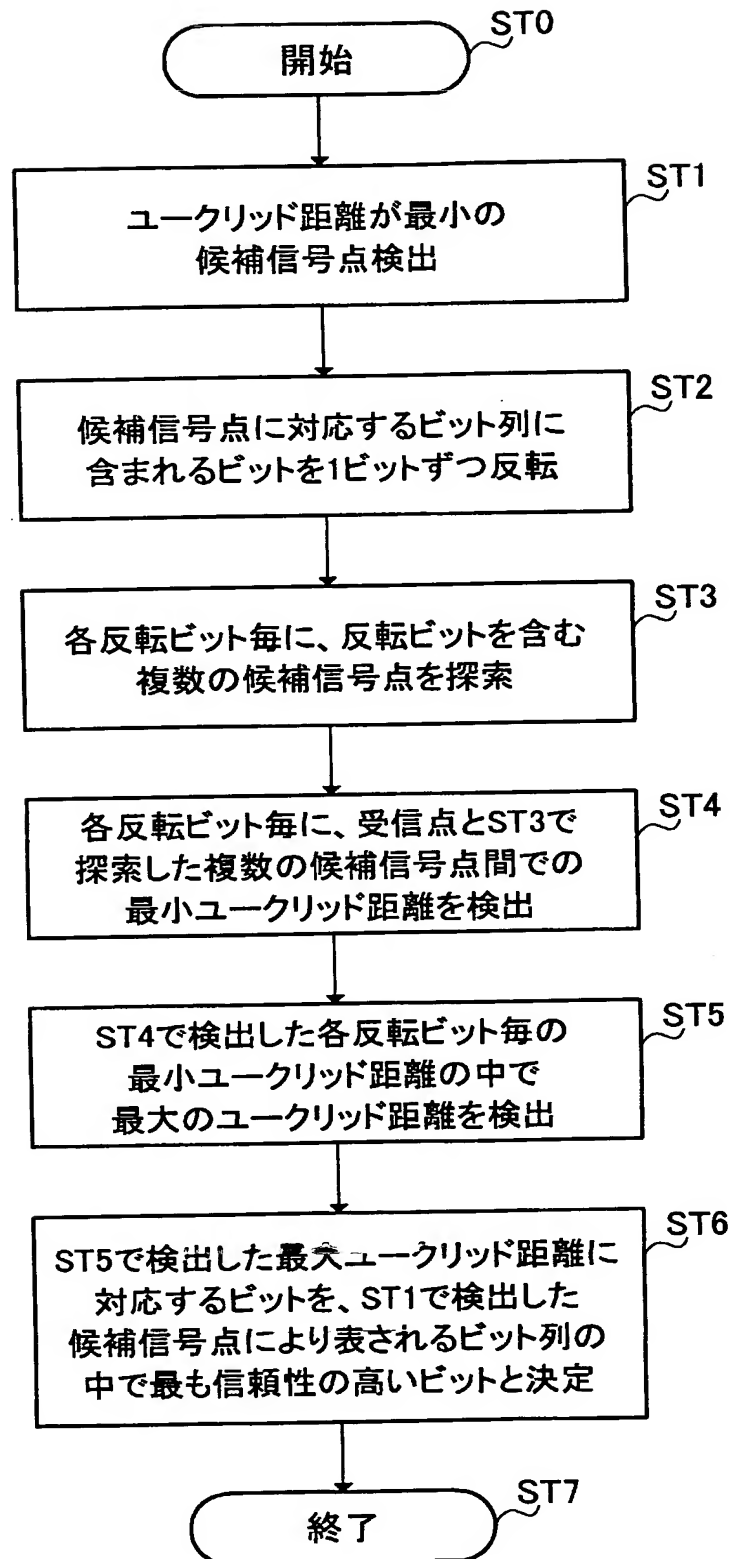 ST0
開始
ST1
ユークリッド距離が最小の
候補信号点検出
ST2
候補信号点に対応するビット列に
含まれるビットを1ビットずつ反転
ST3
各反転ビット毎に、反転ビットを含む
複数の候補信号点を探索
ST4
各反転ビット毎に、受信点とST3で
探索した複数の候補信号点間での
最小ユークリッド距離を検出
ST5
ST4で検出した各反転ビット毎の
最小ユークリッド距離の中で
最大のユークリッド距離を検出
ST6
ST5で検出した最大ユークリッド距離に
対応するビットを、ST1で検出した
候補信号点により表されるビット列の
中で最も信頼性の高いビットと決定
ST7
終了